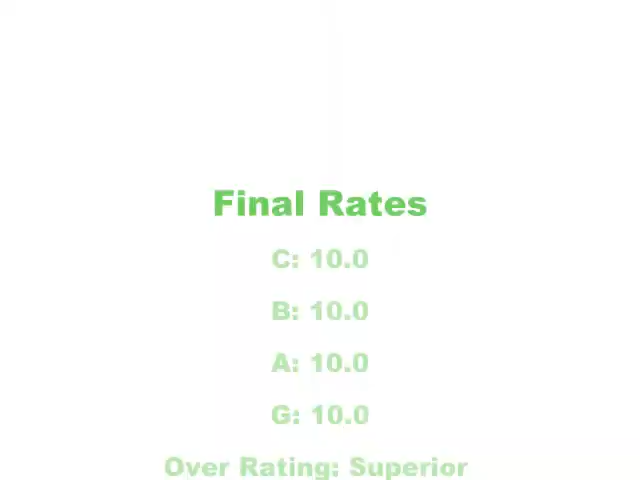 Final Rates
C: 10.0
B: 10.0
A: 10.0
G: 10.0
Over Rating: Superior